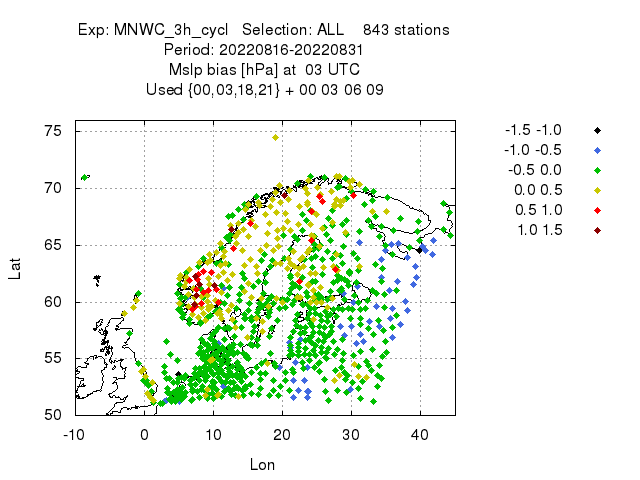 Exp: MNWC_3h_cycl   Selection: ALL    843 stations
Period: 20220816-20220831
Mslp bias [hPa] at  03 UTC
Used {00,03,18,21} + 00 03 06 09
-1.5 -1.0
-1.0 -0.5
-0.5 0.0
0.0 0.5
0.5 1.0
1.0 1.5
75
70
65
60
55
50
Lat
-10 0 10 20 30 40
Lon